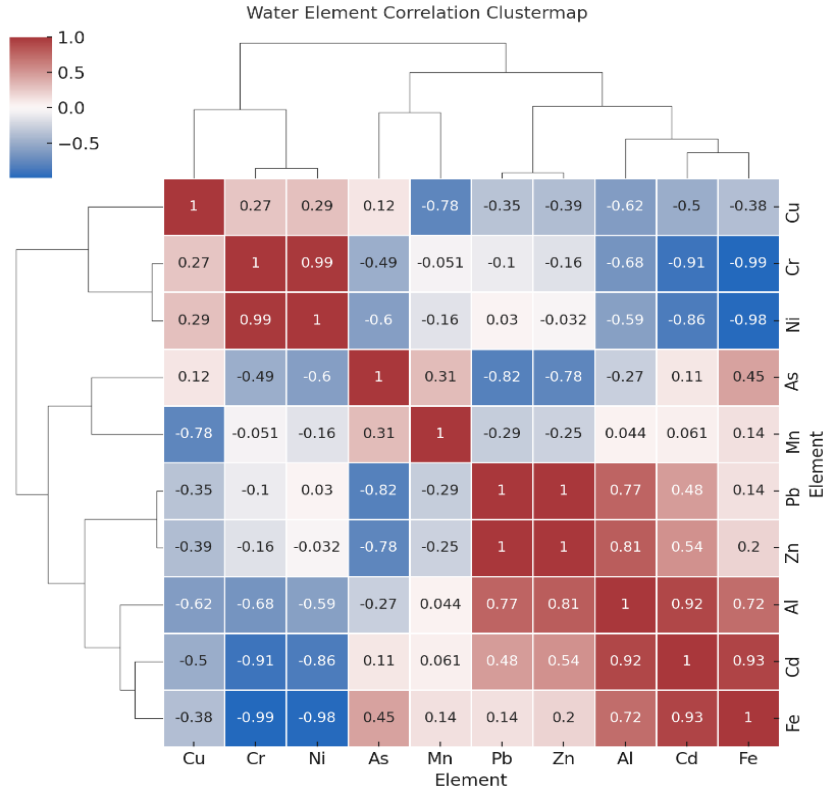 Water Element Correlation Clustermap
1.0
0.5
0.0
−0.5
1 0.27 0.29 0.12 -0.78 -0.35 -0.39 -0.62 -0.5 -0.38 Cu
0.27 1 0.99 -0.49 -0.051 -0.1 -0.16 -0.68 -0.91 -0.99 Cr
0.29 0.99 1 -0.6 -0.16 0.03 -0.032 -0.59 -0.86 -0.98 Ni
0.12 -0.49 -0.6 1 0.31 -0.82 -0.78 -0.27 0.11 0.45 As
-0.78 -0.051 -0.16 0.31 1 -0.29 -0.25 0.044 0.061 0.14 Mn
Element
-0.35 -0.1 0.03 -0.82 -0.29 1 1 0.77 0.48 0.14 Pb
-0.39 -0.16 -0.032 -0.78 -0.25 1 1 0.81 0.54 0.2 Zn
-0.62 -0.68 -0.59 -0.27 0.044 0.77 0.81 1 0.92 0.72 Al
-0.5 -0.91 -0.86 0.11 0.061 0.48 0.54 0.92 1 0.93 Cd
-0.38 -0.99 -0.98 0.45 0.14 0.14 0.2 0.72 0.93 1 Fe
Cu Cr Ni As Mn Pb Zn Al Cd Fe
Element